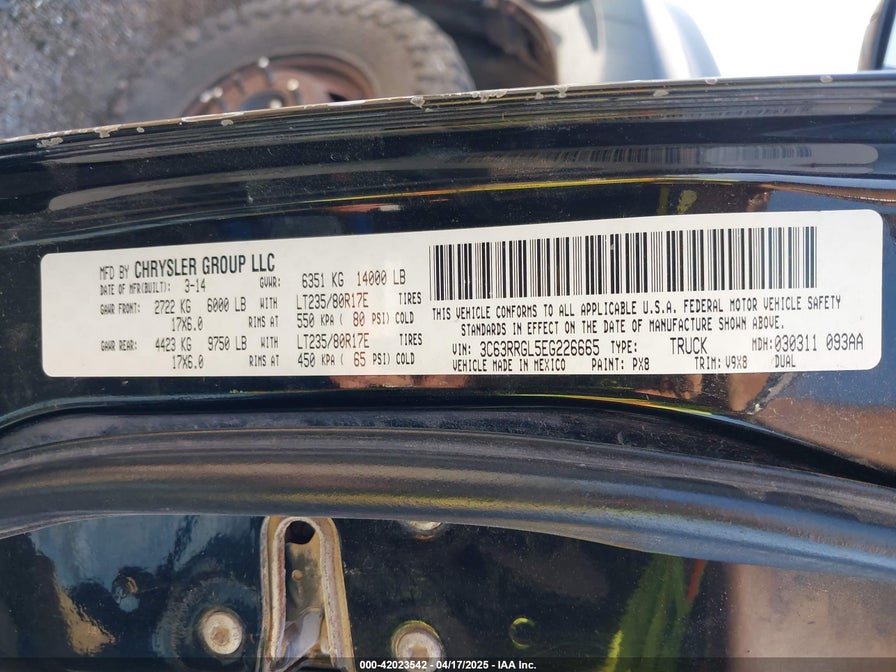 MFD BY CHRYSLER GROUP LLC
DATE OF MFR(BUILT): 3-14 GVWR: 6351 KG 14000 LB
GAWR FRONT: 2722 KG 6000 LB WITH LT235/80R17E TIRES
17X6.0 RIMS AT 550 KPA ( 80 PSI) COLD
GAWR REAR: 4423 KG 9750 LB WITH LT235/80R17E TIRES
17X6.0 RIMS AT 450 KPA ( 65 PSI) COLD
THIS VEHICLE CONFORMS TO ALL APPLICABLE U.S.A. FEDERAL MOTOR VEHICLE SAFETY
STANDARDS IN EFFECT ON THE DATE OF MANUFACTURE SHOWN ABOVE.
VIN: 3C63RRGL5EG226665 TYPE: TRUCK MDH: 030311 093AA
VEHICLE MADE IN MEXICO PAINT: PX8 TRIM: V9X8 DUAL
000-42023542 - 04/17/2025 - IAA Inc.